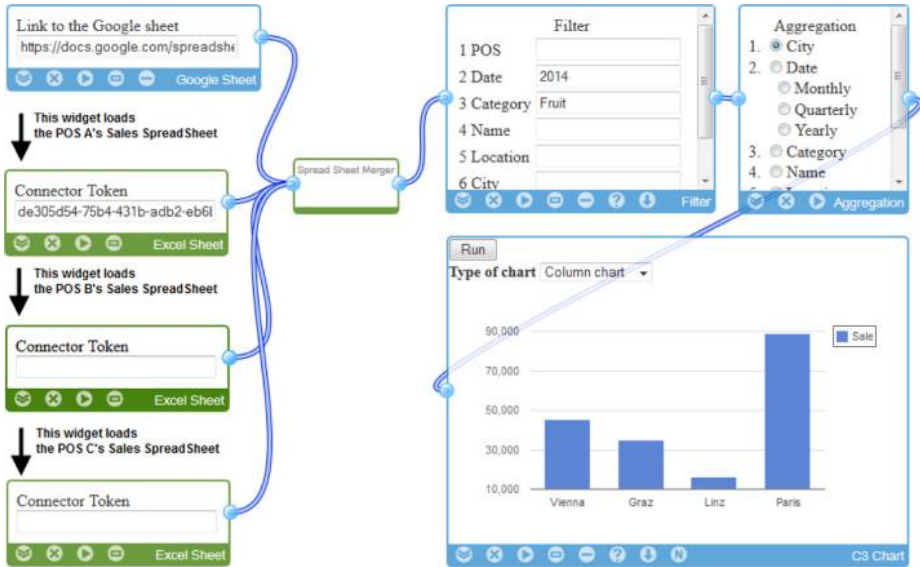 Link to the Google sheet
https://docs.google.com/spreadshe
Google Sheet
This widget loads
the POS A's Sales SpreadSheet
Connector Token
de305d54-75b4-431b-adb2-eb6l
Excel Sheet
This widget loads
the POS B's Sales SpreadSheet
Connector Token
Excel Sheet
This widget loads
the POS C's Sales SpreadSheet
Connector Token
Excel Sheet
Spread Sheet Merger
Filter
1 POS
2 Date 2014
3 Category Fruit
4 Name
5 Location
6 City
Filter
Aggregation
1. City
2. Date
Monthly
Quarterly
Yearly
3. Category
4. Name
Aggregation
Run
Type of chart Column chart
90,000
70,000
50,000
30,000
10,000
Vienna Graz Linz Paris
Sale
N
C3 Chart